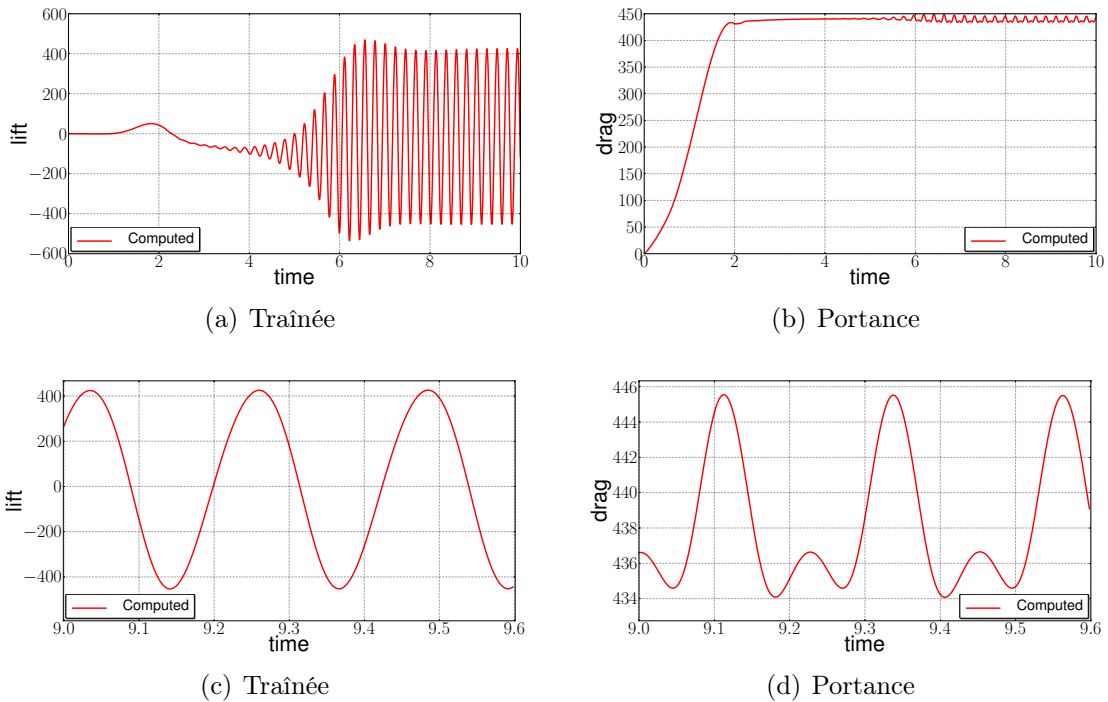 600
400
200
0
−200
−400
−600
lift
Computed
0 2 4 6 8 10
time
(a) Traînée
450
400
350
300
250
200
150
100
50
0
drag
Computed
0 2 4 6 8 10
time
(b) Portance
400
200
0
−200
−400
lift
Computed
9.0 9.1 9.2 9.3 9.4 9.5 9.6
time
(c) Traînée
446
444
442
440
438
436
434
drag
Computed
9.0 9.1 9.2 9.3 9.4 9.5 9.6
time
(d) Portance